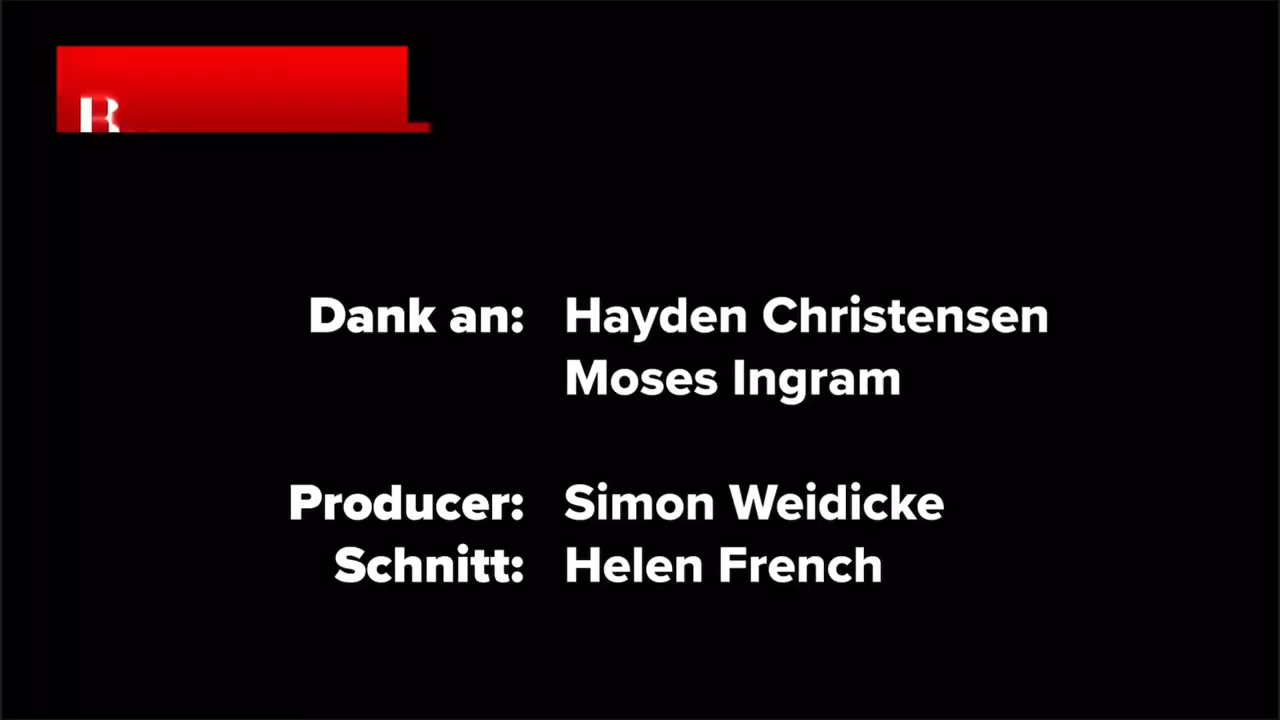 Dank an: Hayden Christensen
Moses Ingram
Producer: Simon Weidicke
Schnitt: Helen French